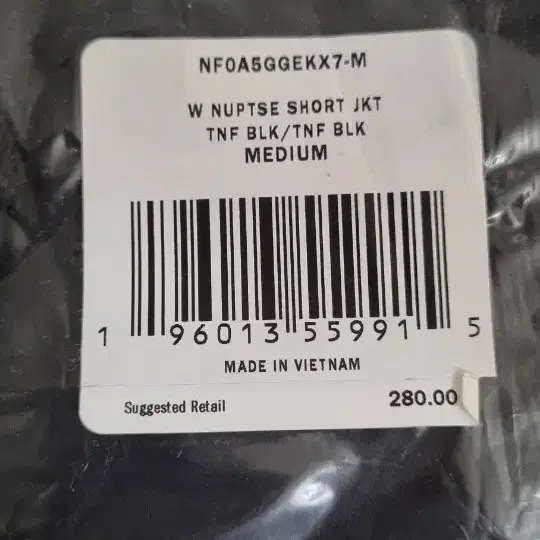 NF0A5GGEKX7-M
W NUPTSE SHORT JKT
TNF BLK/TNF BLK
MEDIUM
1 96013 55991 5
MADE IN VIETNAM
Suggested Retail 280.00